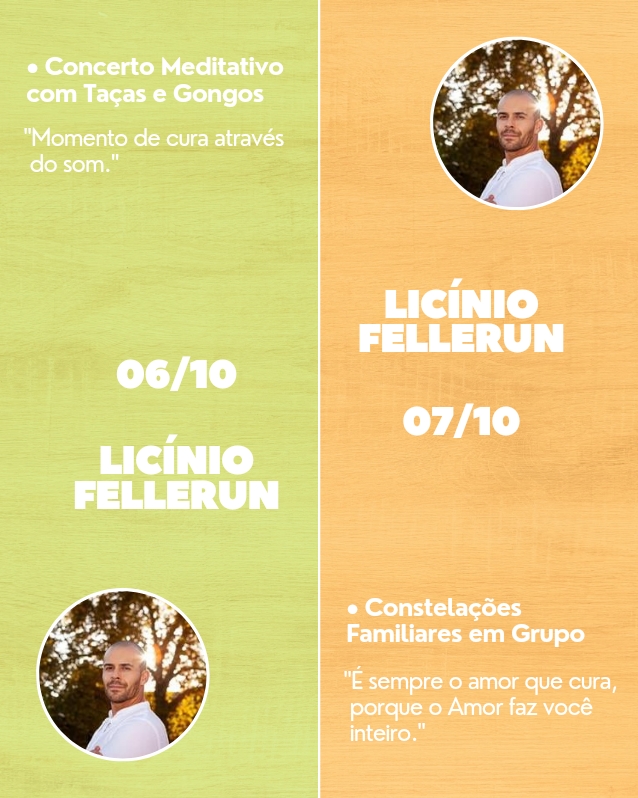 • Concerto Meditativo
com Taças e Gongos
"Momento de cura através
do som."
06/10
LICÍNIO
FELLERUN
LICÍNIO
FELLERUN
07/10
• Constelações
Familiares em Grupo
"É sempre o amor que cura,
porque o Amor faz você
inteiro."